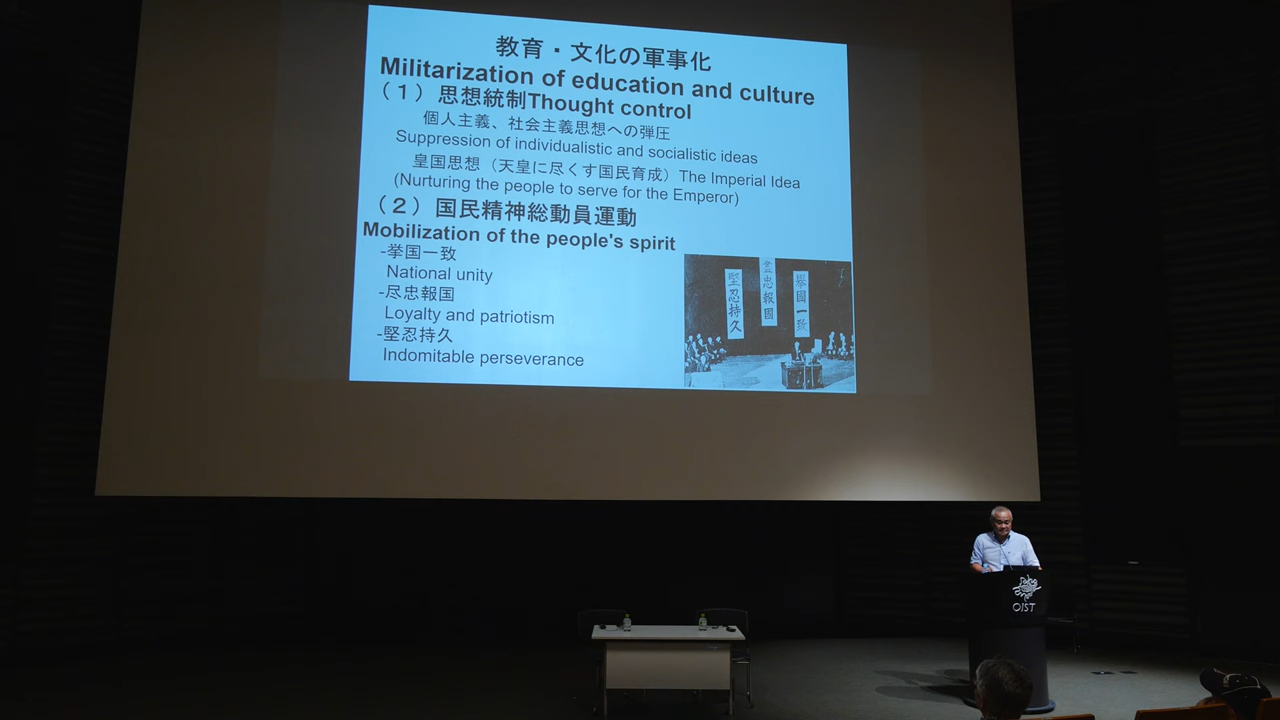 教育・文化の軍事化
Militarization of education and culture
（１）思想統制Thought control
個人主義、社会主義思想への弾圧
Suppression of individualistic and socialistic ideas
皇国思想（天皇に尽くす国民育成）The Imperial Idea
(Nurturing the people to serve for the Emperor)
（２）国民精神総動員運動
Mobilization of the people's spirit
-挙国一致
National unity
-尽忠報国
Loyalty and patriotism
-堅忍持久
Indomitable perseverance
擧國一致
盡忠報國
堅忍持久
OIST